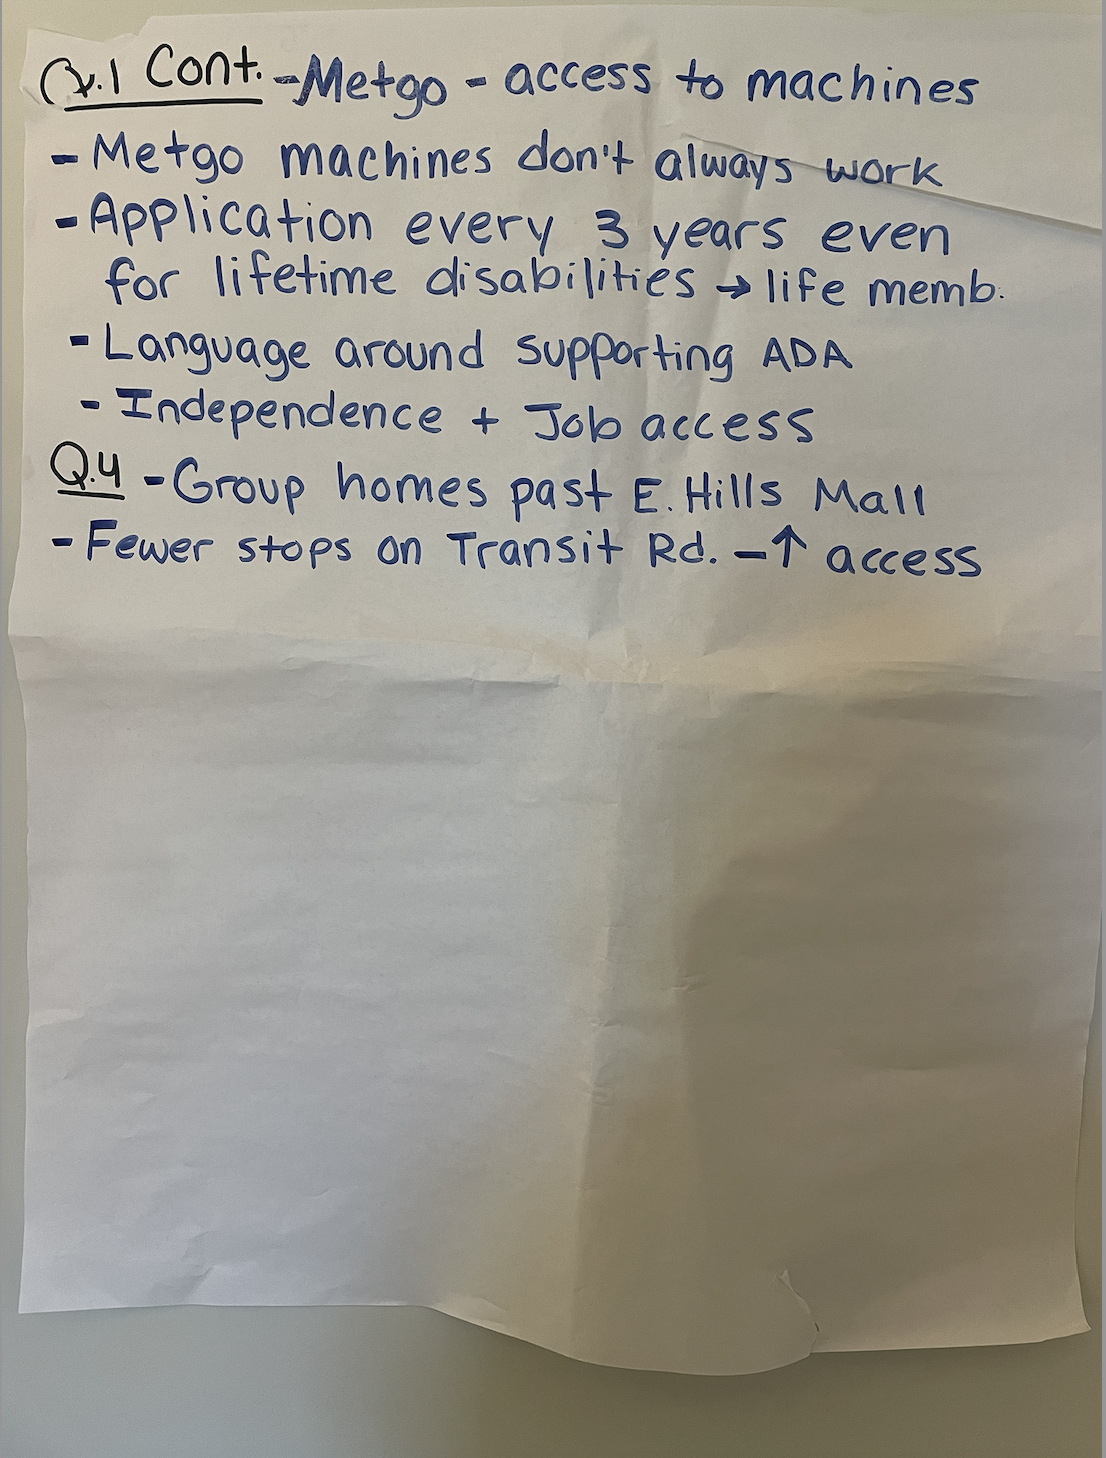 Q.1 Cont. - Metgo - access to machines
- Metgo machines don't always work
- Application every 3 years even
for lifetime disabilities → life memb.
- Language around supporting ADA
- Independence + Job access
Q.4 - Group homes past E. Hills Mall
- Fewer stops on Transit Rd. - ↑ access